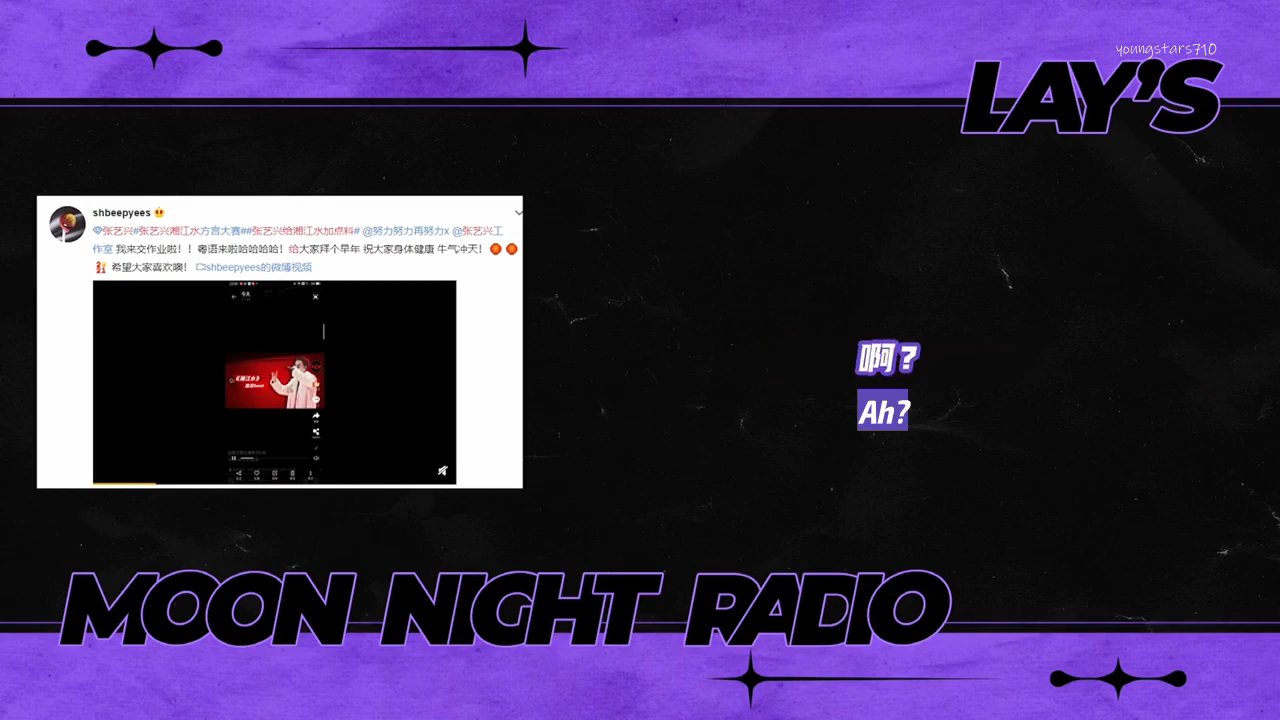 youngstars710
LAY'S
shbeepyees
张艺兴#张艺兴湘江水方言大赛##张艺兴给湘江水加点料# @努力努力再努力x @张艺兴工
作室 我来交作业啦！！粤语来啦哈哈哈哈！给大家拜个早年 祝大家身体健康 牛气冲天！
希望大家喜欢噢！ shbeepyees的微博视频
《湘江水》
啊？
Ah?
MOON NIGHT RADIO